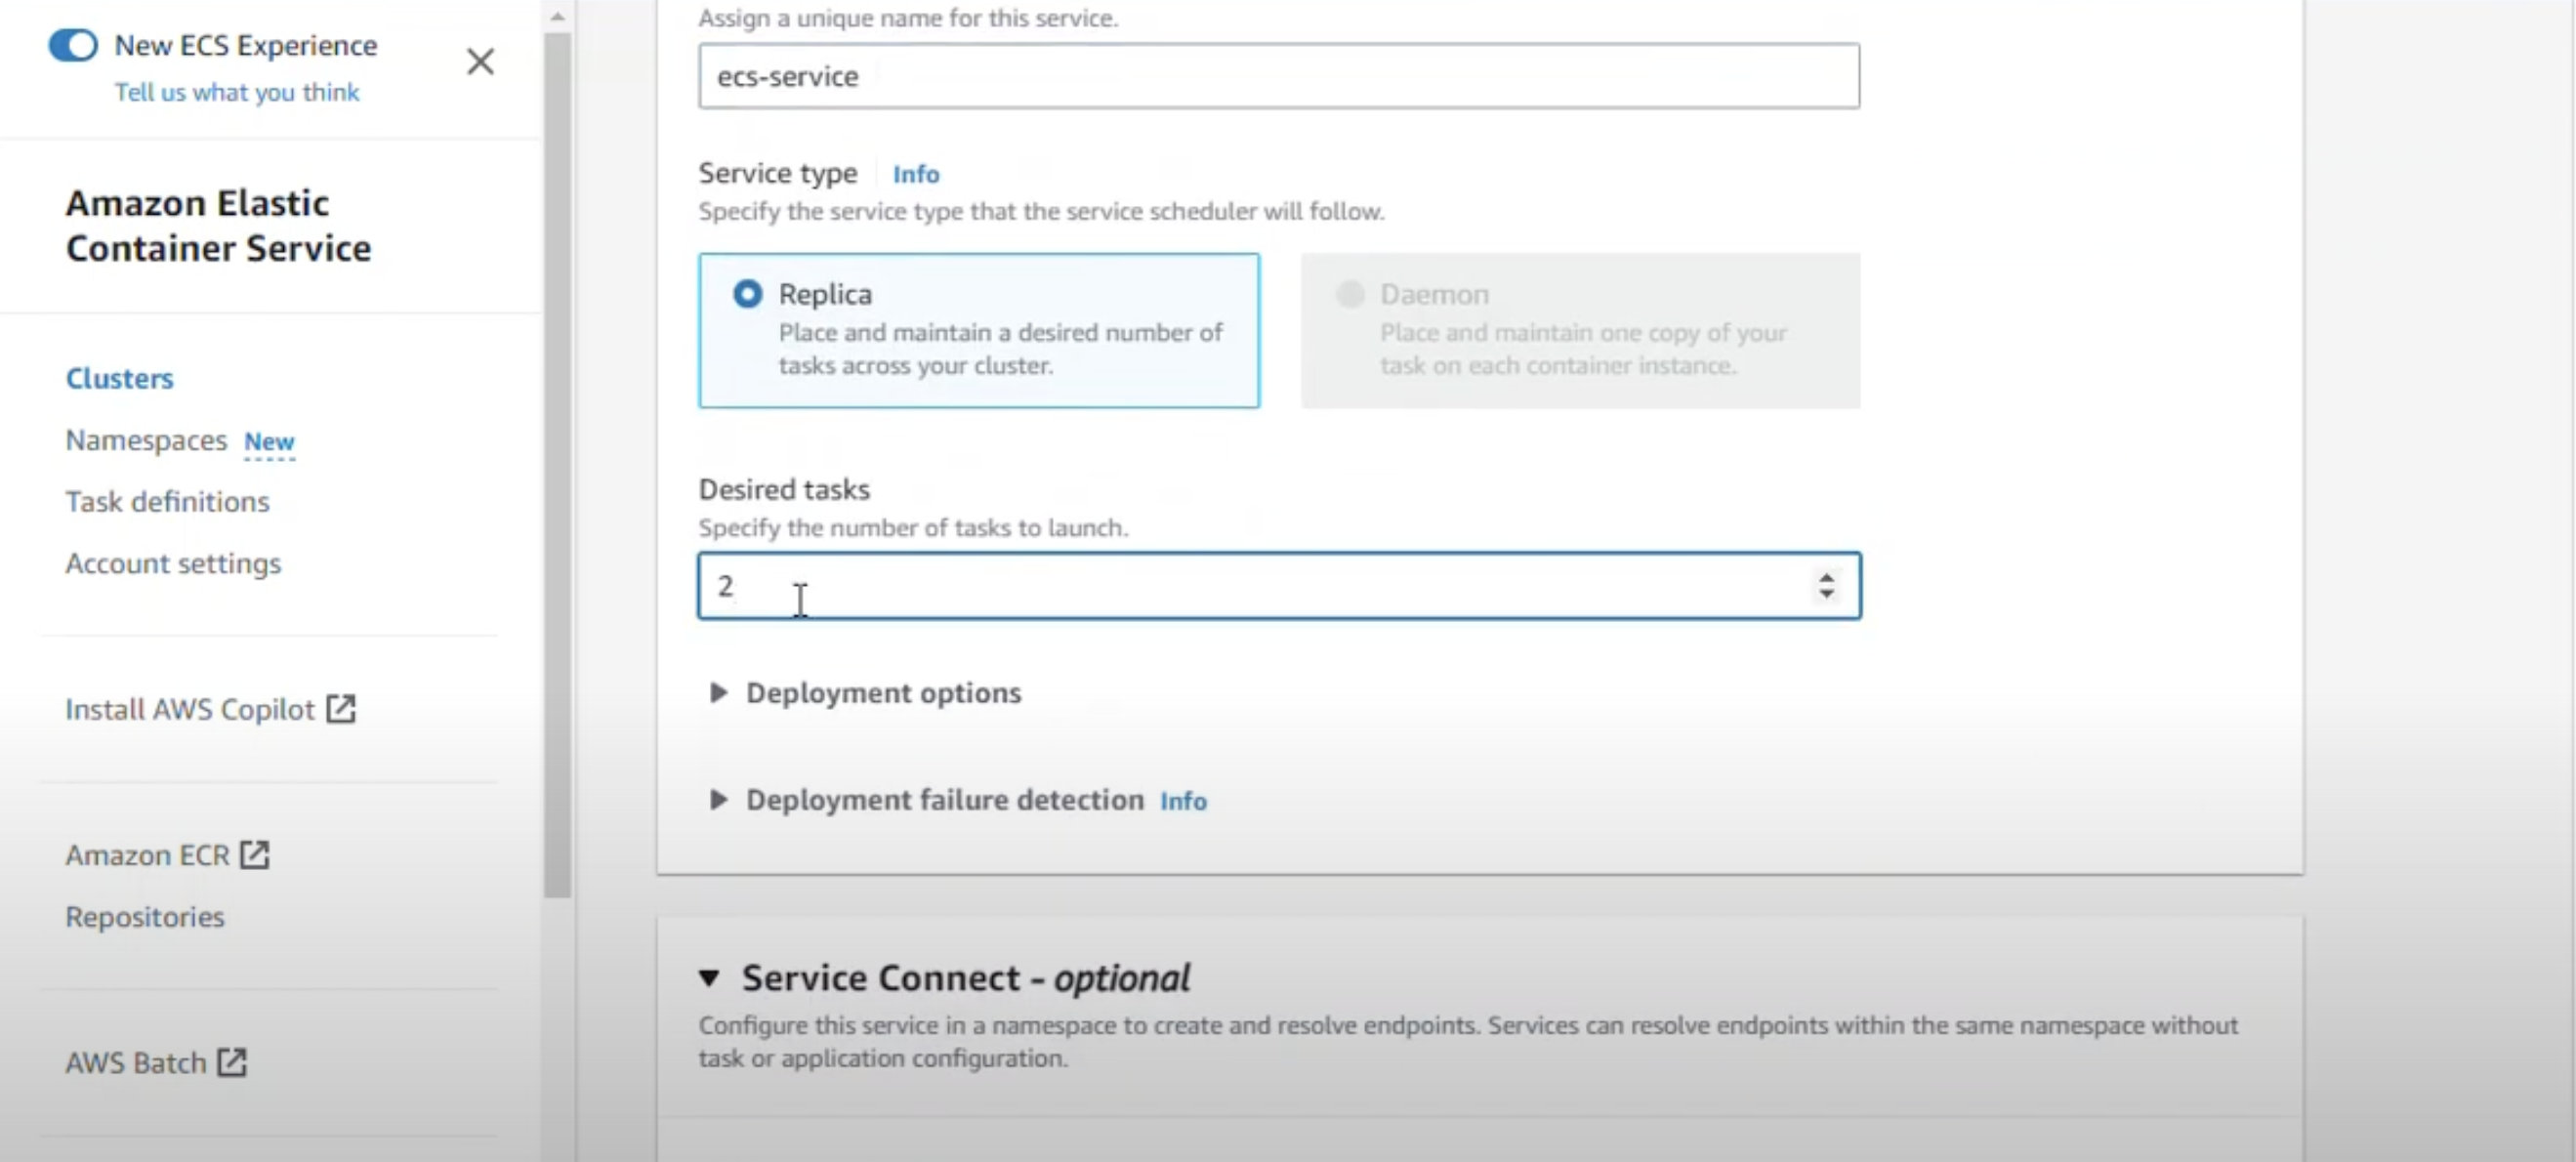 New ECS Experience
Tell us what you think
Amazon Elastic
Container Service
Clusters
Namespaces New
Task definitions
Account settings
Install AWS Copilot
Amazon ECR
Repositories
AWS Batch
Assign a unique name for this service.
ecs-service
Service type Info
Specify the service type that the service scheduler will follow.
Replica
Place and maintain a desired number of
tasks across your cluster.
Daemon
Place and maintain one copy of your
task on each container instance.
Desired tasks
Specify the number of tasks to launch.
2
Deployment options
Deployment failure detection Info
Service Connect - optional
Configure this service in a namespace to create and resolve endpoints. Services can resolve endpoints within the same namespace without
task or application configuration.